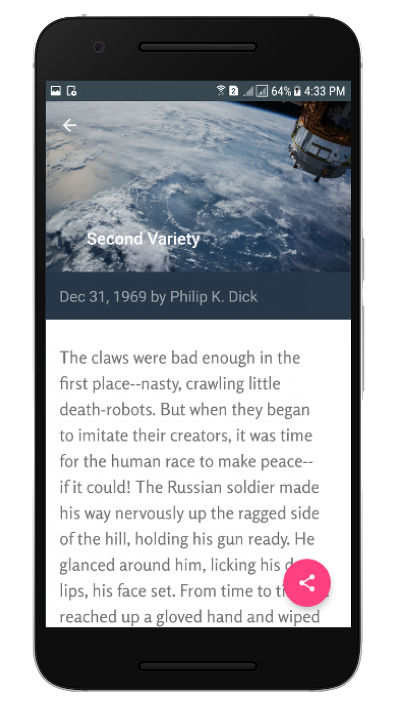 2 64% 4:33 PM
Second Variety
Dec 31, 1969 by Philip K. Dick
The claws were bad enough in the
first place--nasty, crawling little
death-robots. But when they began
to imitate their creators, it was time
for the human race to make peace--
if it could! The Russian soldier made
his way nervously up the ragged side
of the hill, holding his gun ready. He
glanced around him, licking his
lips, his face set. From time to
reached up a gloved hand and wiped